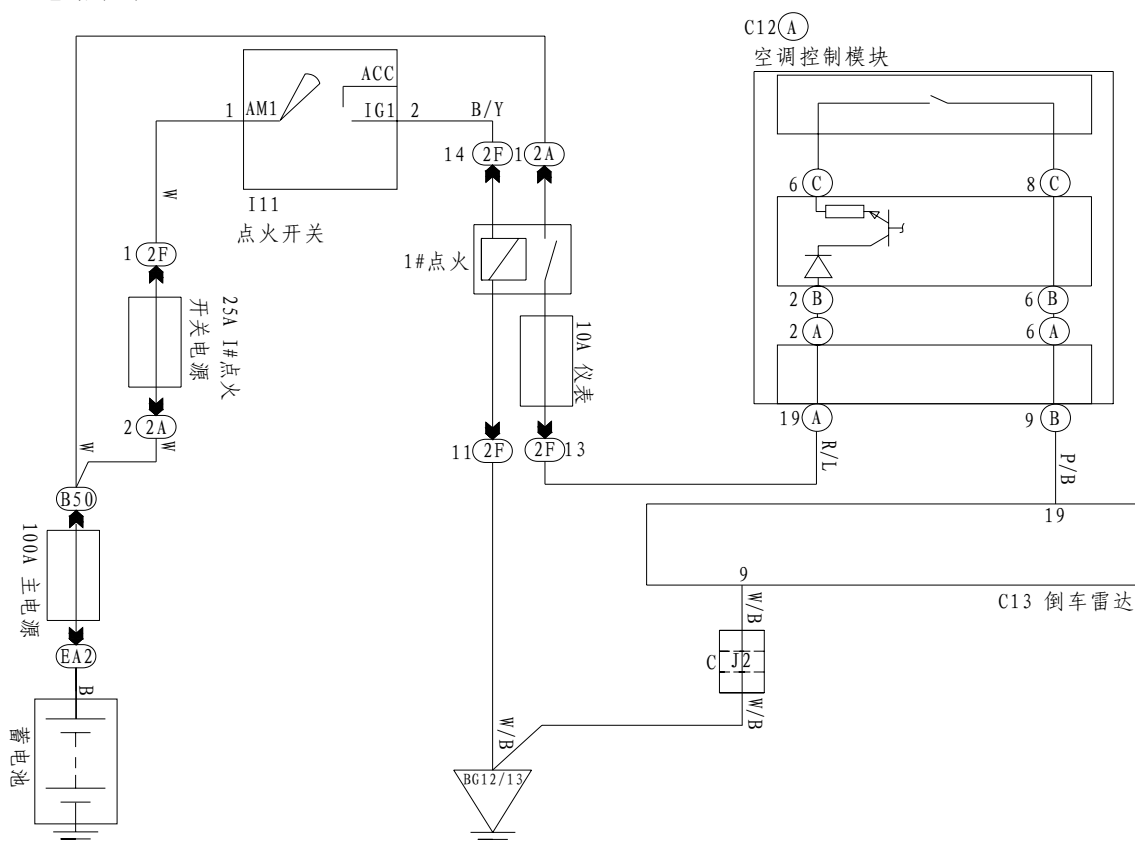 C12 A
空调控制模块
ACC
1 AM1
IG1 2
B/Y
14 2F
1 2A
6 C
8 C
W
I11
点火开关
1#点火
1 2F
25A I#点火
开关电源
10A 仪表
2 B
6 B
2 A
6 A
2 2A
W
W
19 A
9 B
11 2F
2F 13
R/L
P/B
B50
100A 主电源
19
9
C13 倒车雷达
W/B
C J2
W/B
EA2
B
W/B
蓄电池
BG12/13